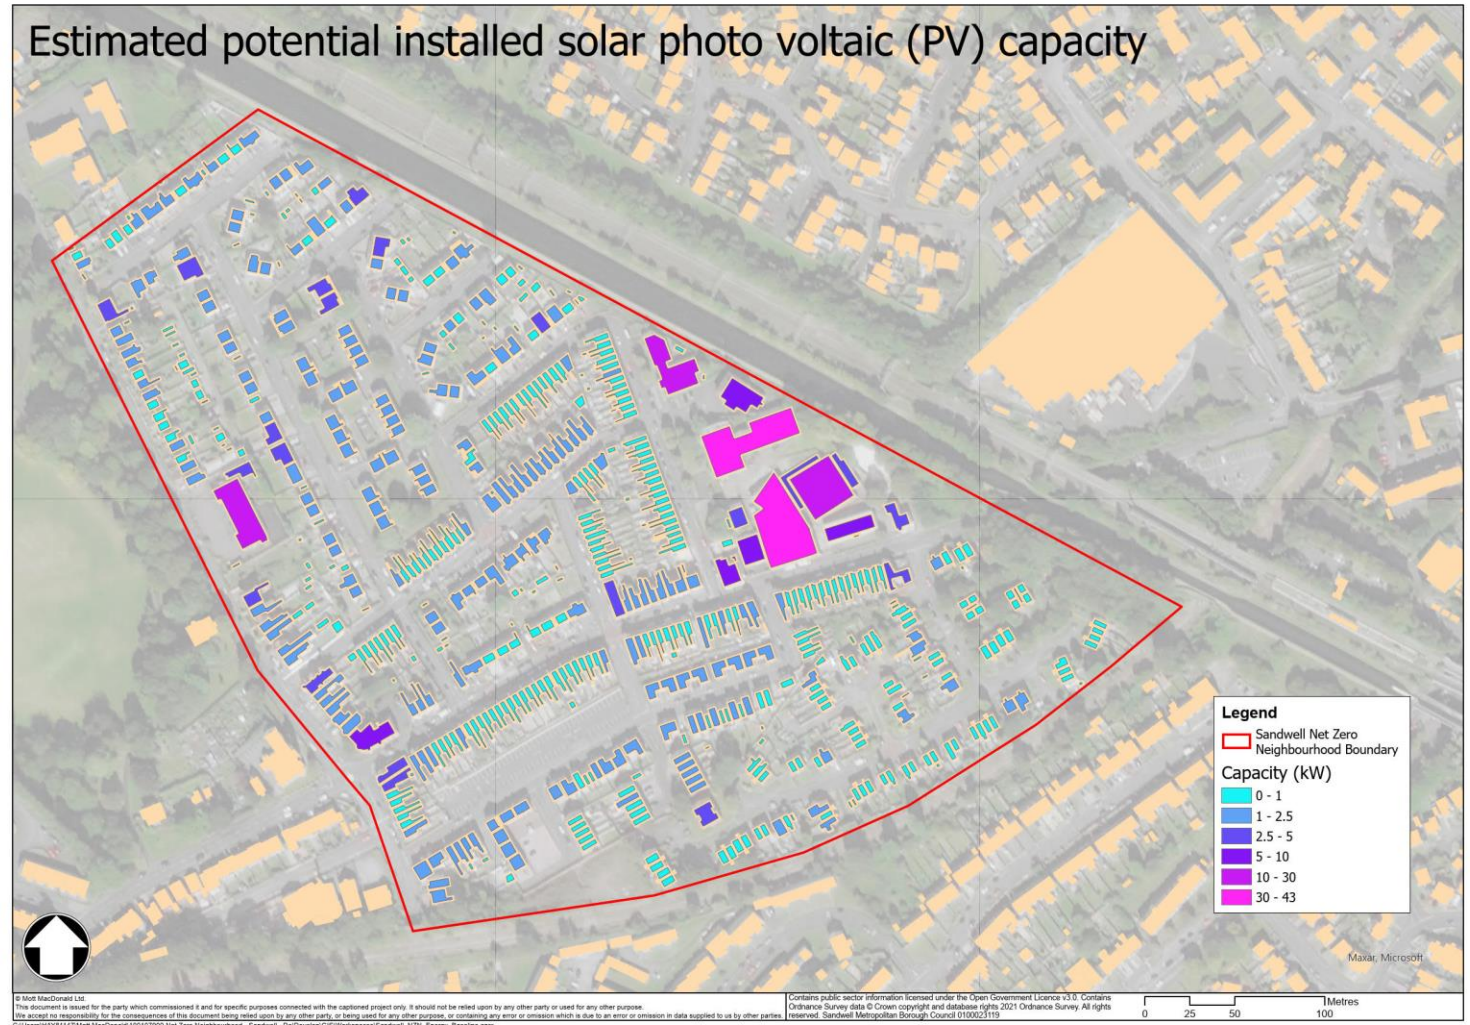 Estimated potential installed solar photo voltaic (PV) capacity
Legend
Sandwell Net Zero
Neighbourhood Boundary
Capacity (kW)
0 - 1
1 - 2.5
2.5 - 5
5 - 10
10 - 30
30 - 43
Maxar, Microsoft
© Mott MacDonald Ltd.
This document is issued for the party which commissioned it and for specific purposes connected with the captioned project only. It should not be relied upon by any other party or used for any other purpose.
We accept no responsibility for the consequences of this document being relied upon by any other party, or being used for any other purpose, or containing any error or omission which is due to an error or omission in data supplied to us by other parties.
Contains public sector information licensed under the Open Government Licence v3.0. Contains
Ordnance Survey data © Crown copyright and database rights 2021 Ordnance Survey. All rights
reserved. Sandwell Metropolitan Borough Council 0100023119
Metres
0 25 50 100